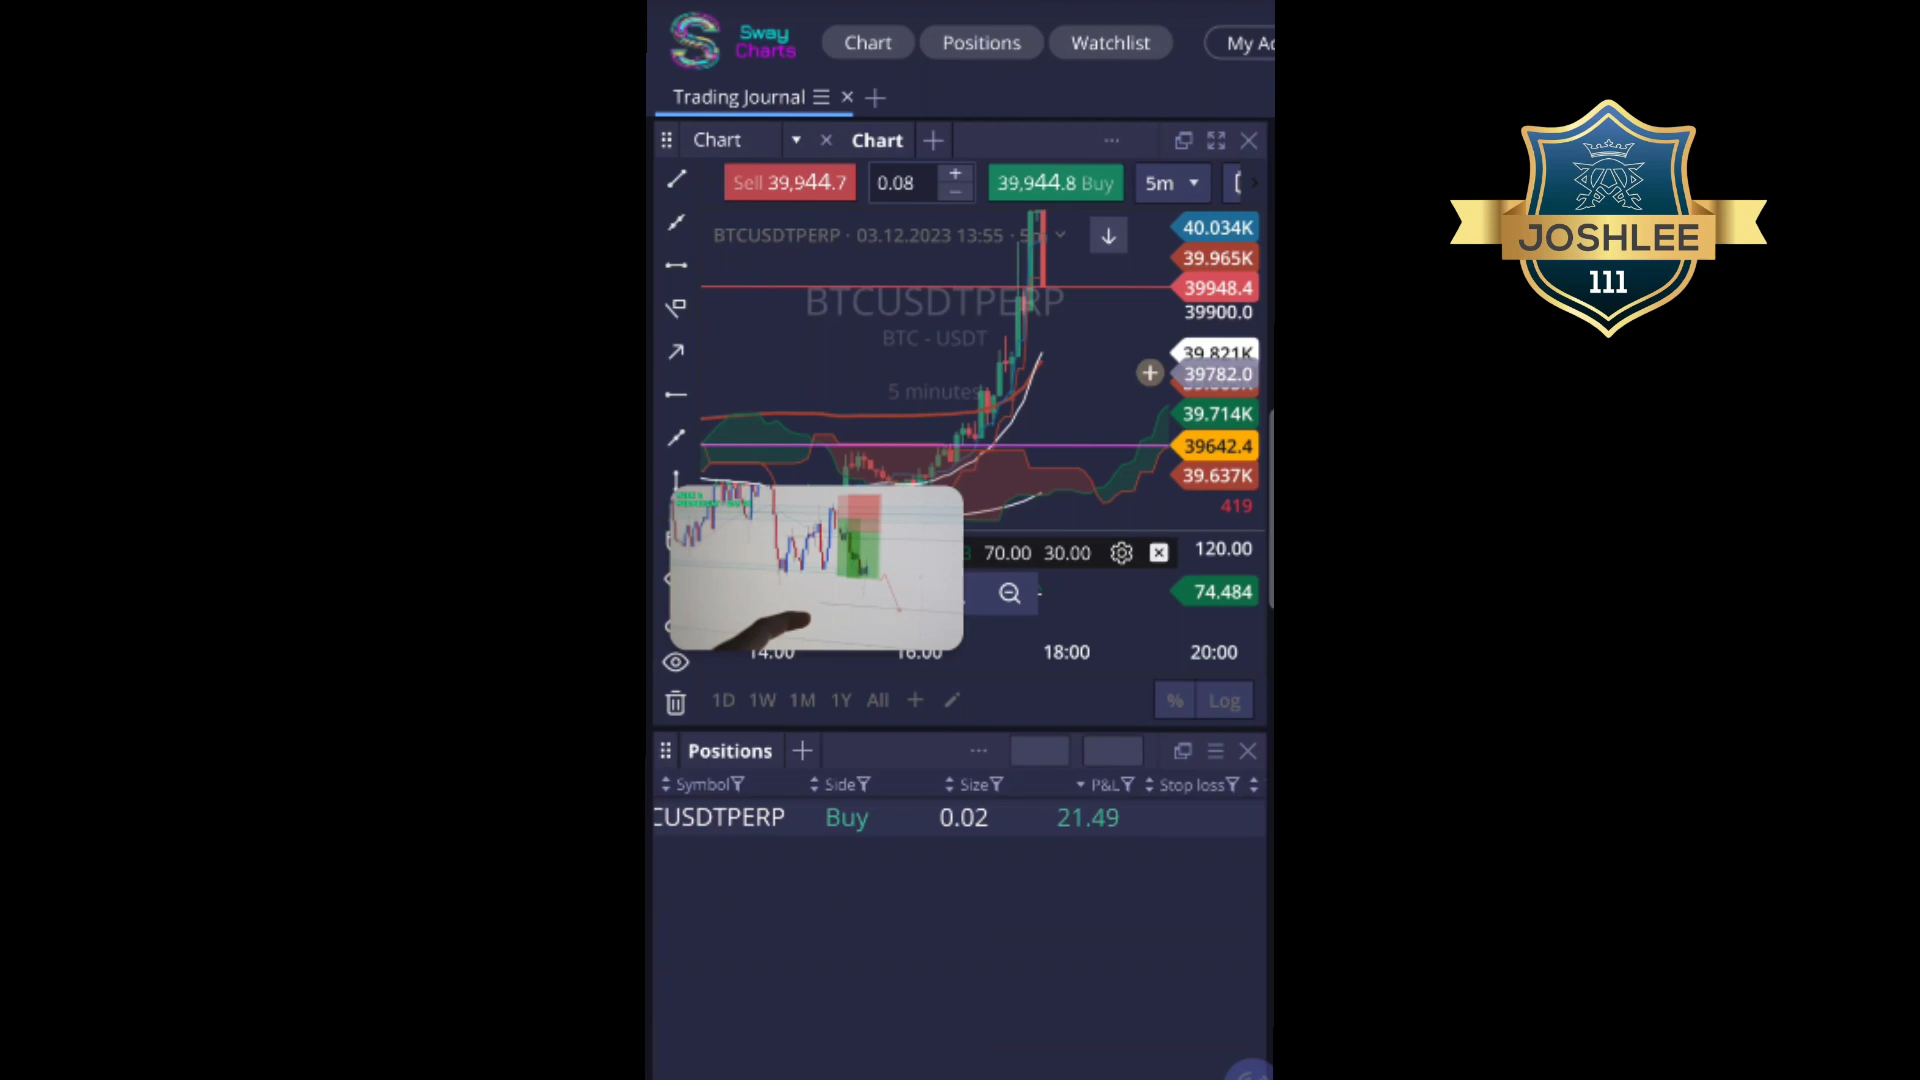 Sway
Charts
Chart
Positions
Watchlist
My Ac
Trading Journal
Chart
Chart
Sell 39,944.7
0.08
39,944.8 Buy
5m
BTCUSDTPERP · 03.12.2023 13:55 ·
40.034K
39.965K
BTCUSDTPERP
39948.4
39900.0
BTC - USDT
39.821K
39782.0
5 minutes
39.714K
39642.4
39.637K
419
70.00 30.00
120.00
74.484
14:00
16:00
18:00
20:00
1D 1W 1M 1Y All
%
Log
Positions
Symbol
Side
Size
P&L
Stop loss
CUSDTPERP
Buy
0.02
21.49
JOSHLEE
111